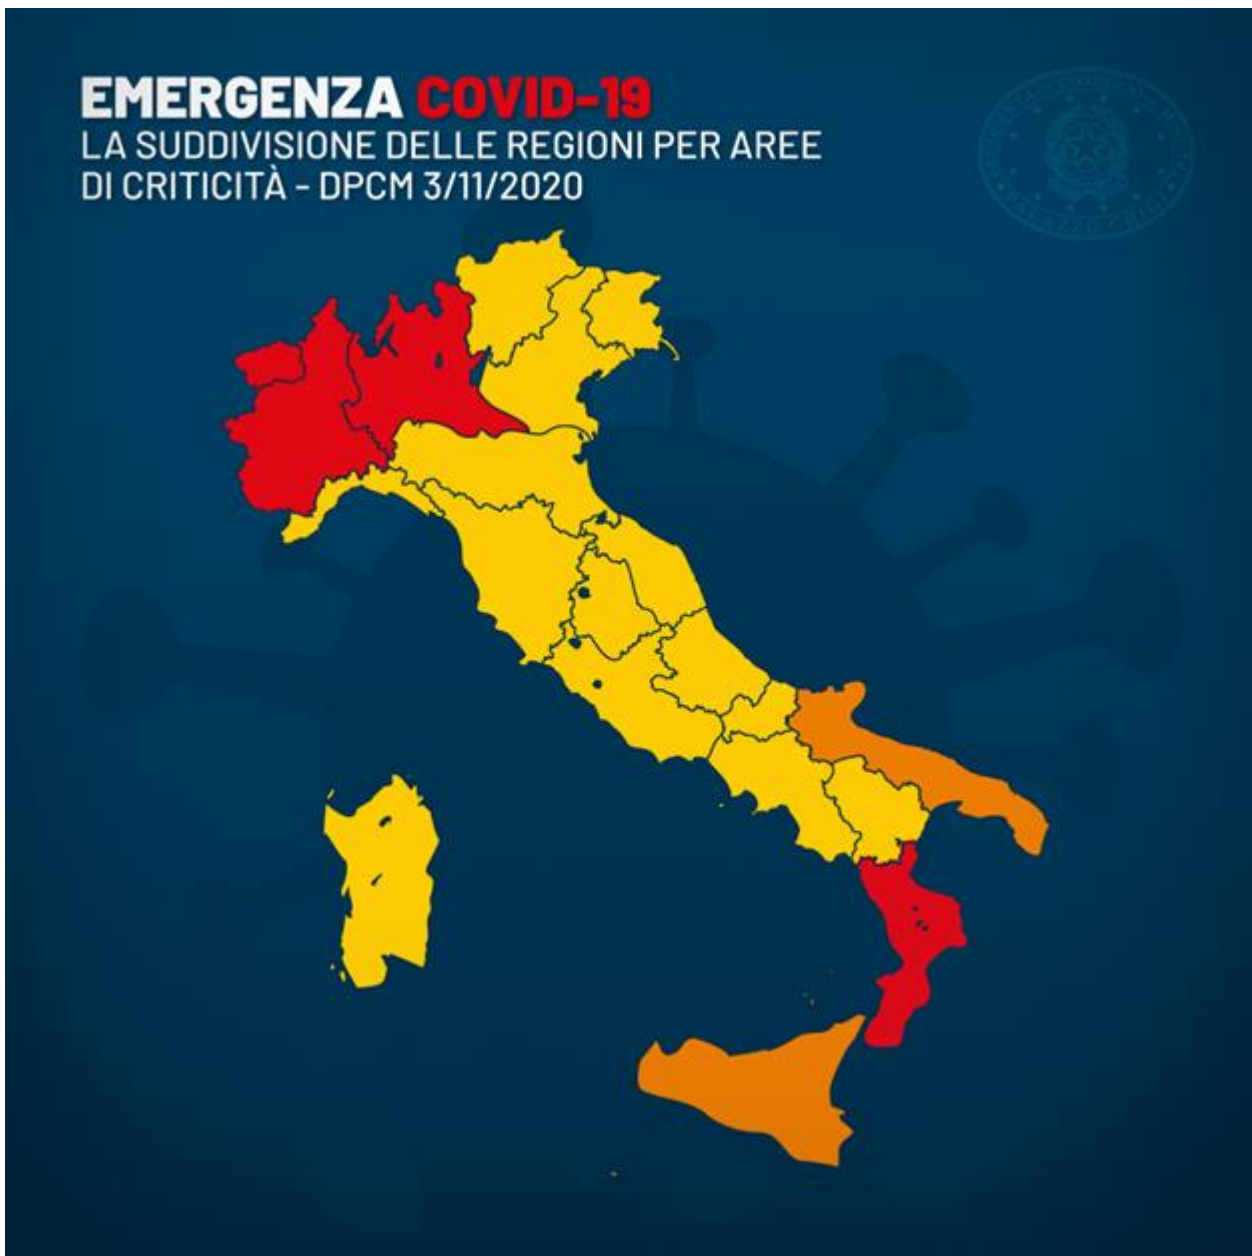 EMERGENZA COVID-19
LA SUDDIVISIONE DELLE REGIONI PER AREE
DI CRITICITÀ - DPCM 3/11/2020